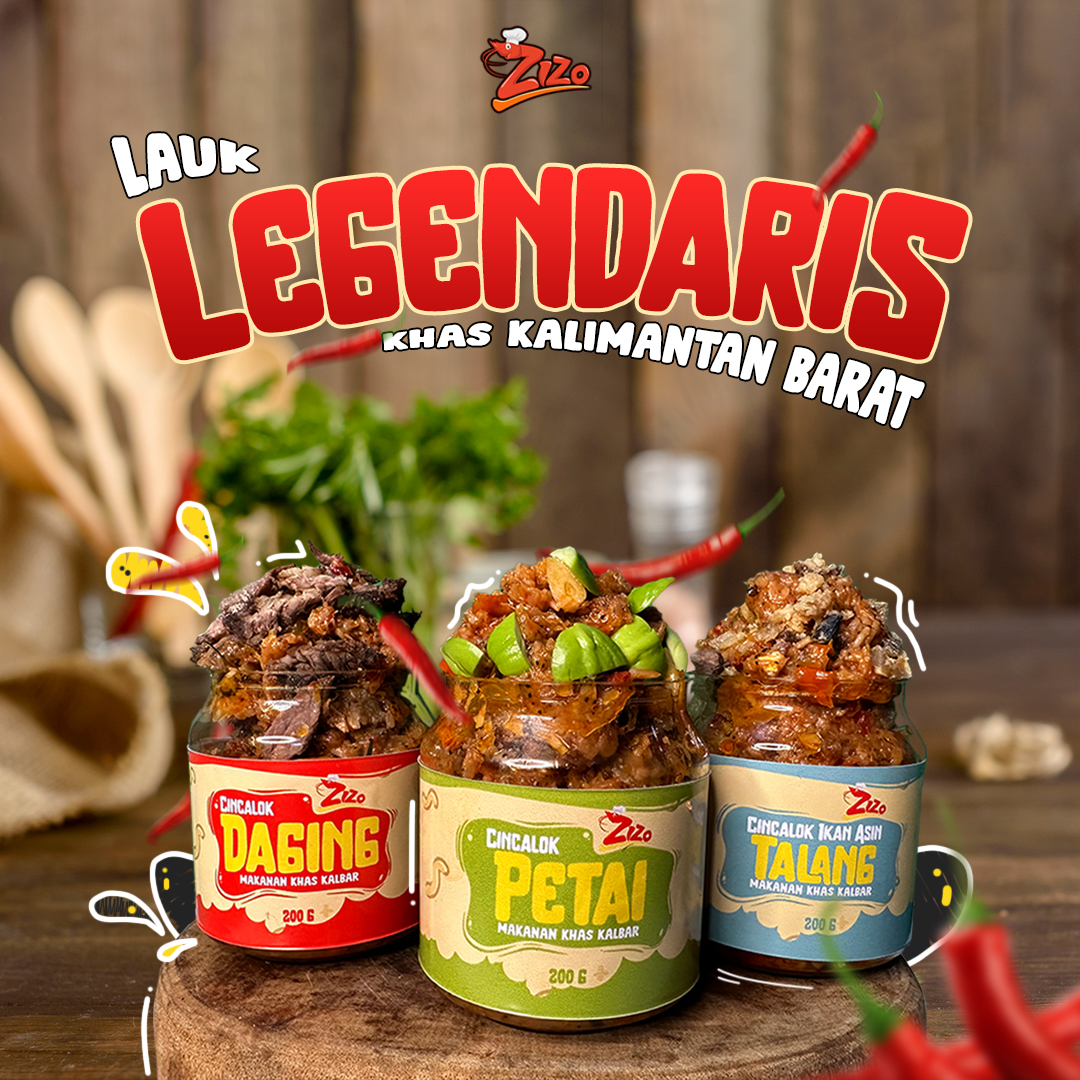 ZIZO
LAUK
LEGENDARIS
KHAS KALIMANTAN BARAT
ZIZO
CINCALOK
DAGING
MAKANAN KHAS KALBAR
200 G
ZIZO
CINCALOK
PETAI
MAKANAN KHAS KALBAR
200 G
ZIZO
CINCALOK IKAN ASIN
TALANG
MAKANAN KHAS KALBAR
200 G